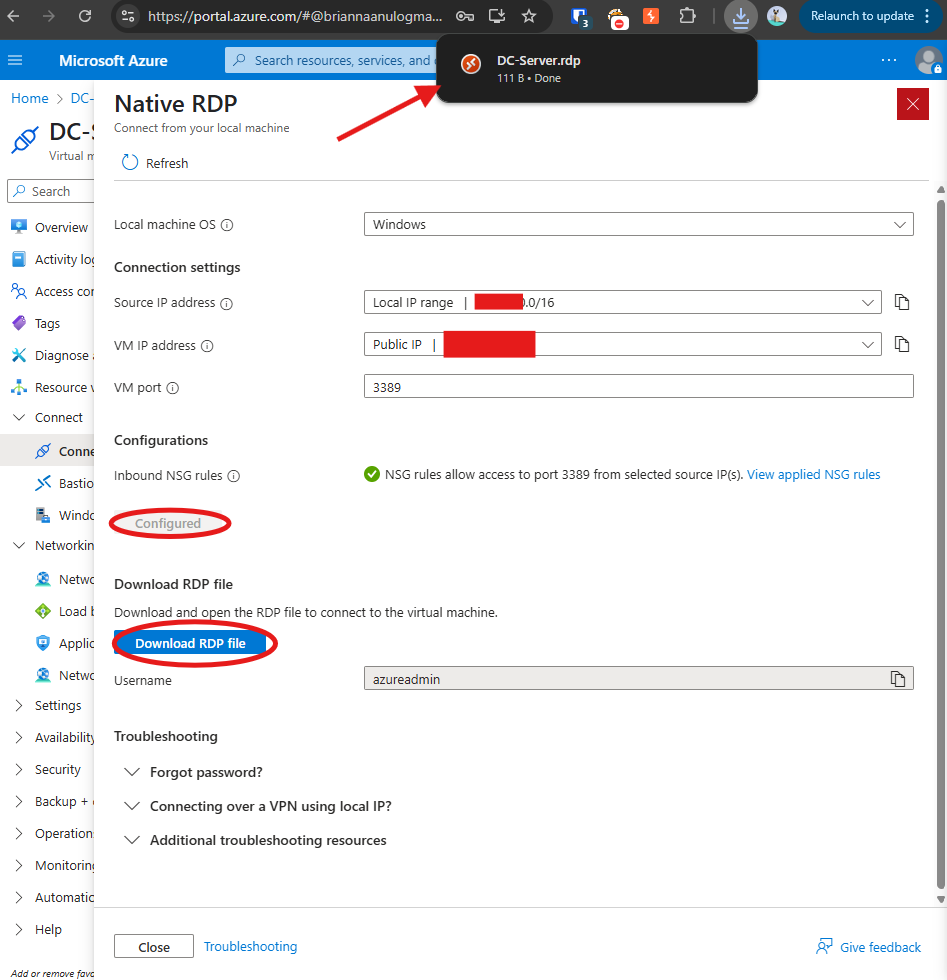 https://portal.azure.com/#@briannaanulogma...
3
Relaunch to update
Microsoft Azure
Search resources, services, and
DC-Server.rdp
111 B • Done
Home > DC-
DC-S
Virtual m
Search
Overview
Activity log
Access con
Tags
Diagnose a
Resource v
Connect
Conne
Bastio
Windo
Networkin
Netwo
Load b
Applic
Netwo
Settings
Availability
Security
Backup +
Operation
Monitoring
Automatic
Help
Add or remove favo
Native RDP
Connect from your local machine
Refresh
Local machine OS
Windows
Connection settings
Source IP address
Local IP range | .0/16
VM IP address
Public IP |
VM port
3389
Configurations
Inbound NSG rules
NSG rules allow access to port 3389 from selected source IP(s). View applied NSG rules
Configured
Download RDP file
Download and open the RDP file to connect to the virtual machine.
Download RDP file
Username
azureadmin
Troubleshooting
Forgot password?
Connecting over a VPN using local IP?
Additional troubleshooting resources
Close
Troubleshooting
Give feedback